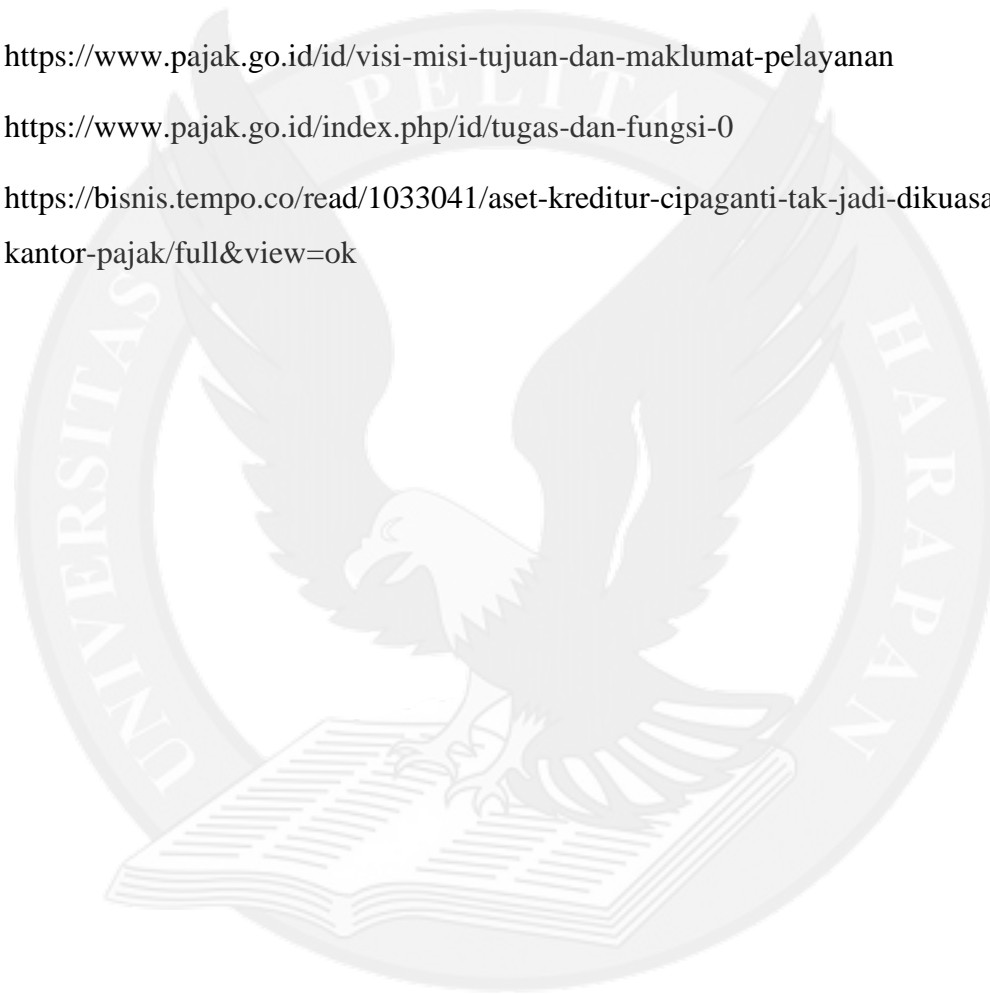 https://www.pajak.go.id/id/visi-misi-tujuan-dan-maklumat-pelayanan
https://www.pajak.go.id/index.php/id/tugas-dan-fungsi-0
https://bisnis.tempo.co/read/1033041/aset-kreditur-cipaganti-tak-jadi-dikuasa
kantor-pajak/full&view=ok
UNIVERSITAS PELITA HARAPAN